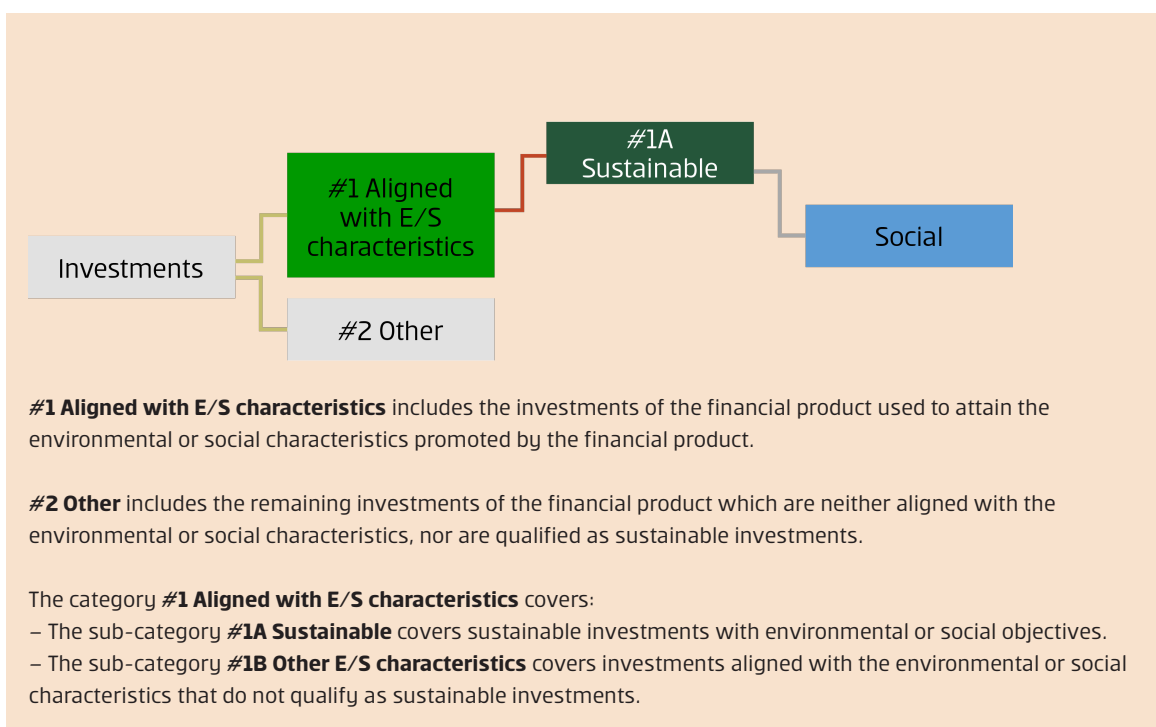 #1A
Sustainable
#1 Aligned
with E/S
characteristics
Social
Investments
#2 Other
#1 Aligned with E/S characteristics includes the investments of the financial product used to attain the
environmental or social characteristics promoted by the financial product.
#2 Other includes the remaining investments of the financial product which are neither aligned with the
environmental or social characteristics, nor are qualified as sustainable investments.
The category #1 Aligned with E/S characteristics covers:
– The sub-category #1A Sustainable covers sustainable investments with environmental or social objectives.
– The sub-category #1B Other E/S characteristics covers investments aligned with the environmental or social
characteristics that do not qualify as sustainable investments.